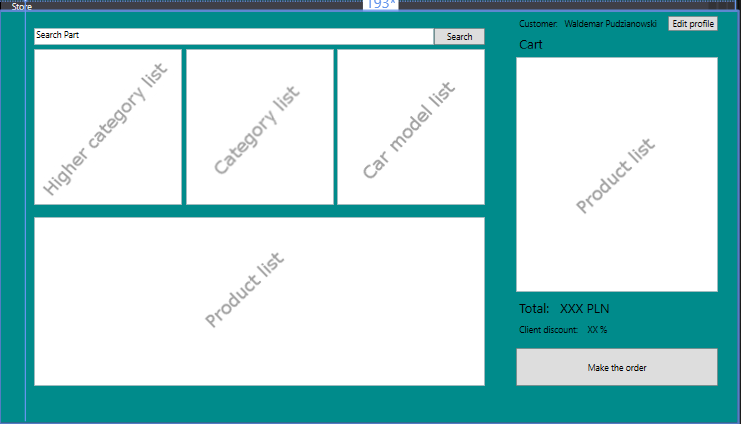 Store
193*
Customer: Waldemar Pudzianowski Edit profile
Search Part Search
Cart
Higher category list
Category list
Car model list
Product list
Product list
Total: XXX PLN
Client discount: XX %
Make the order